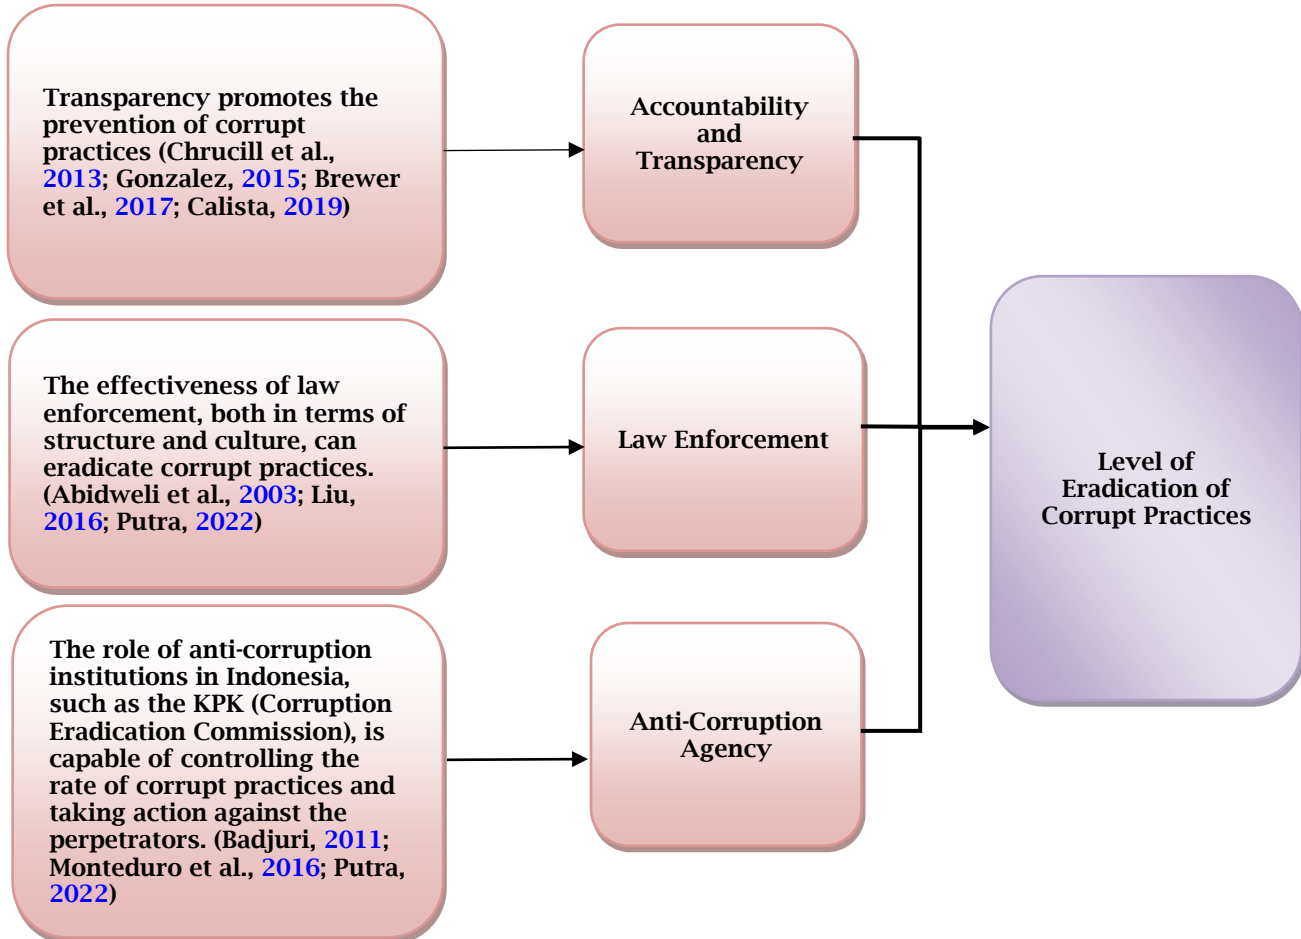 Transparency promotes the
prevention of corrupt
practices (Chrucill et al.,
2013; Gonzalez, 2015; Brewer
et al., 2017; Calista, 2019)
Accountability
and
Transparency
The effectiveness of law
enforcement, both in terms of
structure and culture, can
eradicate corrupt practices.
(Abidweli et al., 2003; Liu,
2016; Putra, 2022)
Law Enforcement
Level of
Eradication of
Corrupt Practices
The role of anti-corruption
institutions in Indonesia,
such as the KPK (Corruption
Eradication Commission), is
capable of controlling the
rate of corrupt practices and
taking action against the
perpetrators. (Badjuri, 2011;
Monteduro et al., 2016; Putra,
2022)
Anti-Corruption
Agency